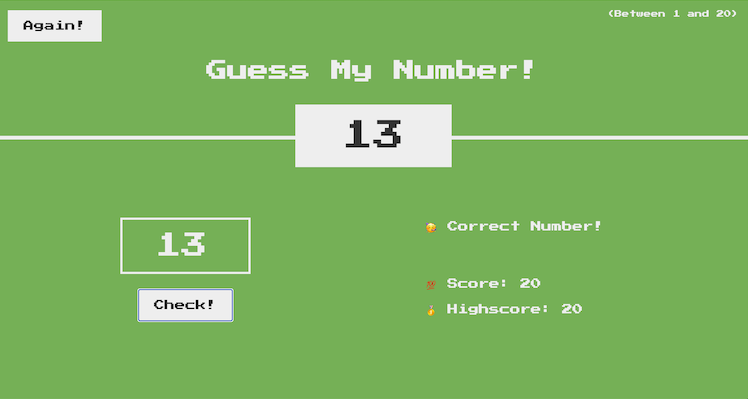 Again!
(Between 1 and 20)
Guess My Number!
13
13
Correct Number!
Check!
💯 Score: 20
🥇 Highscore: 20